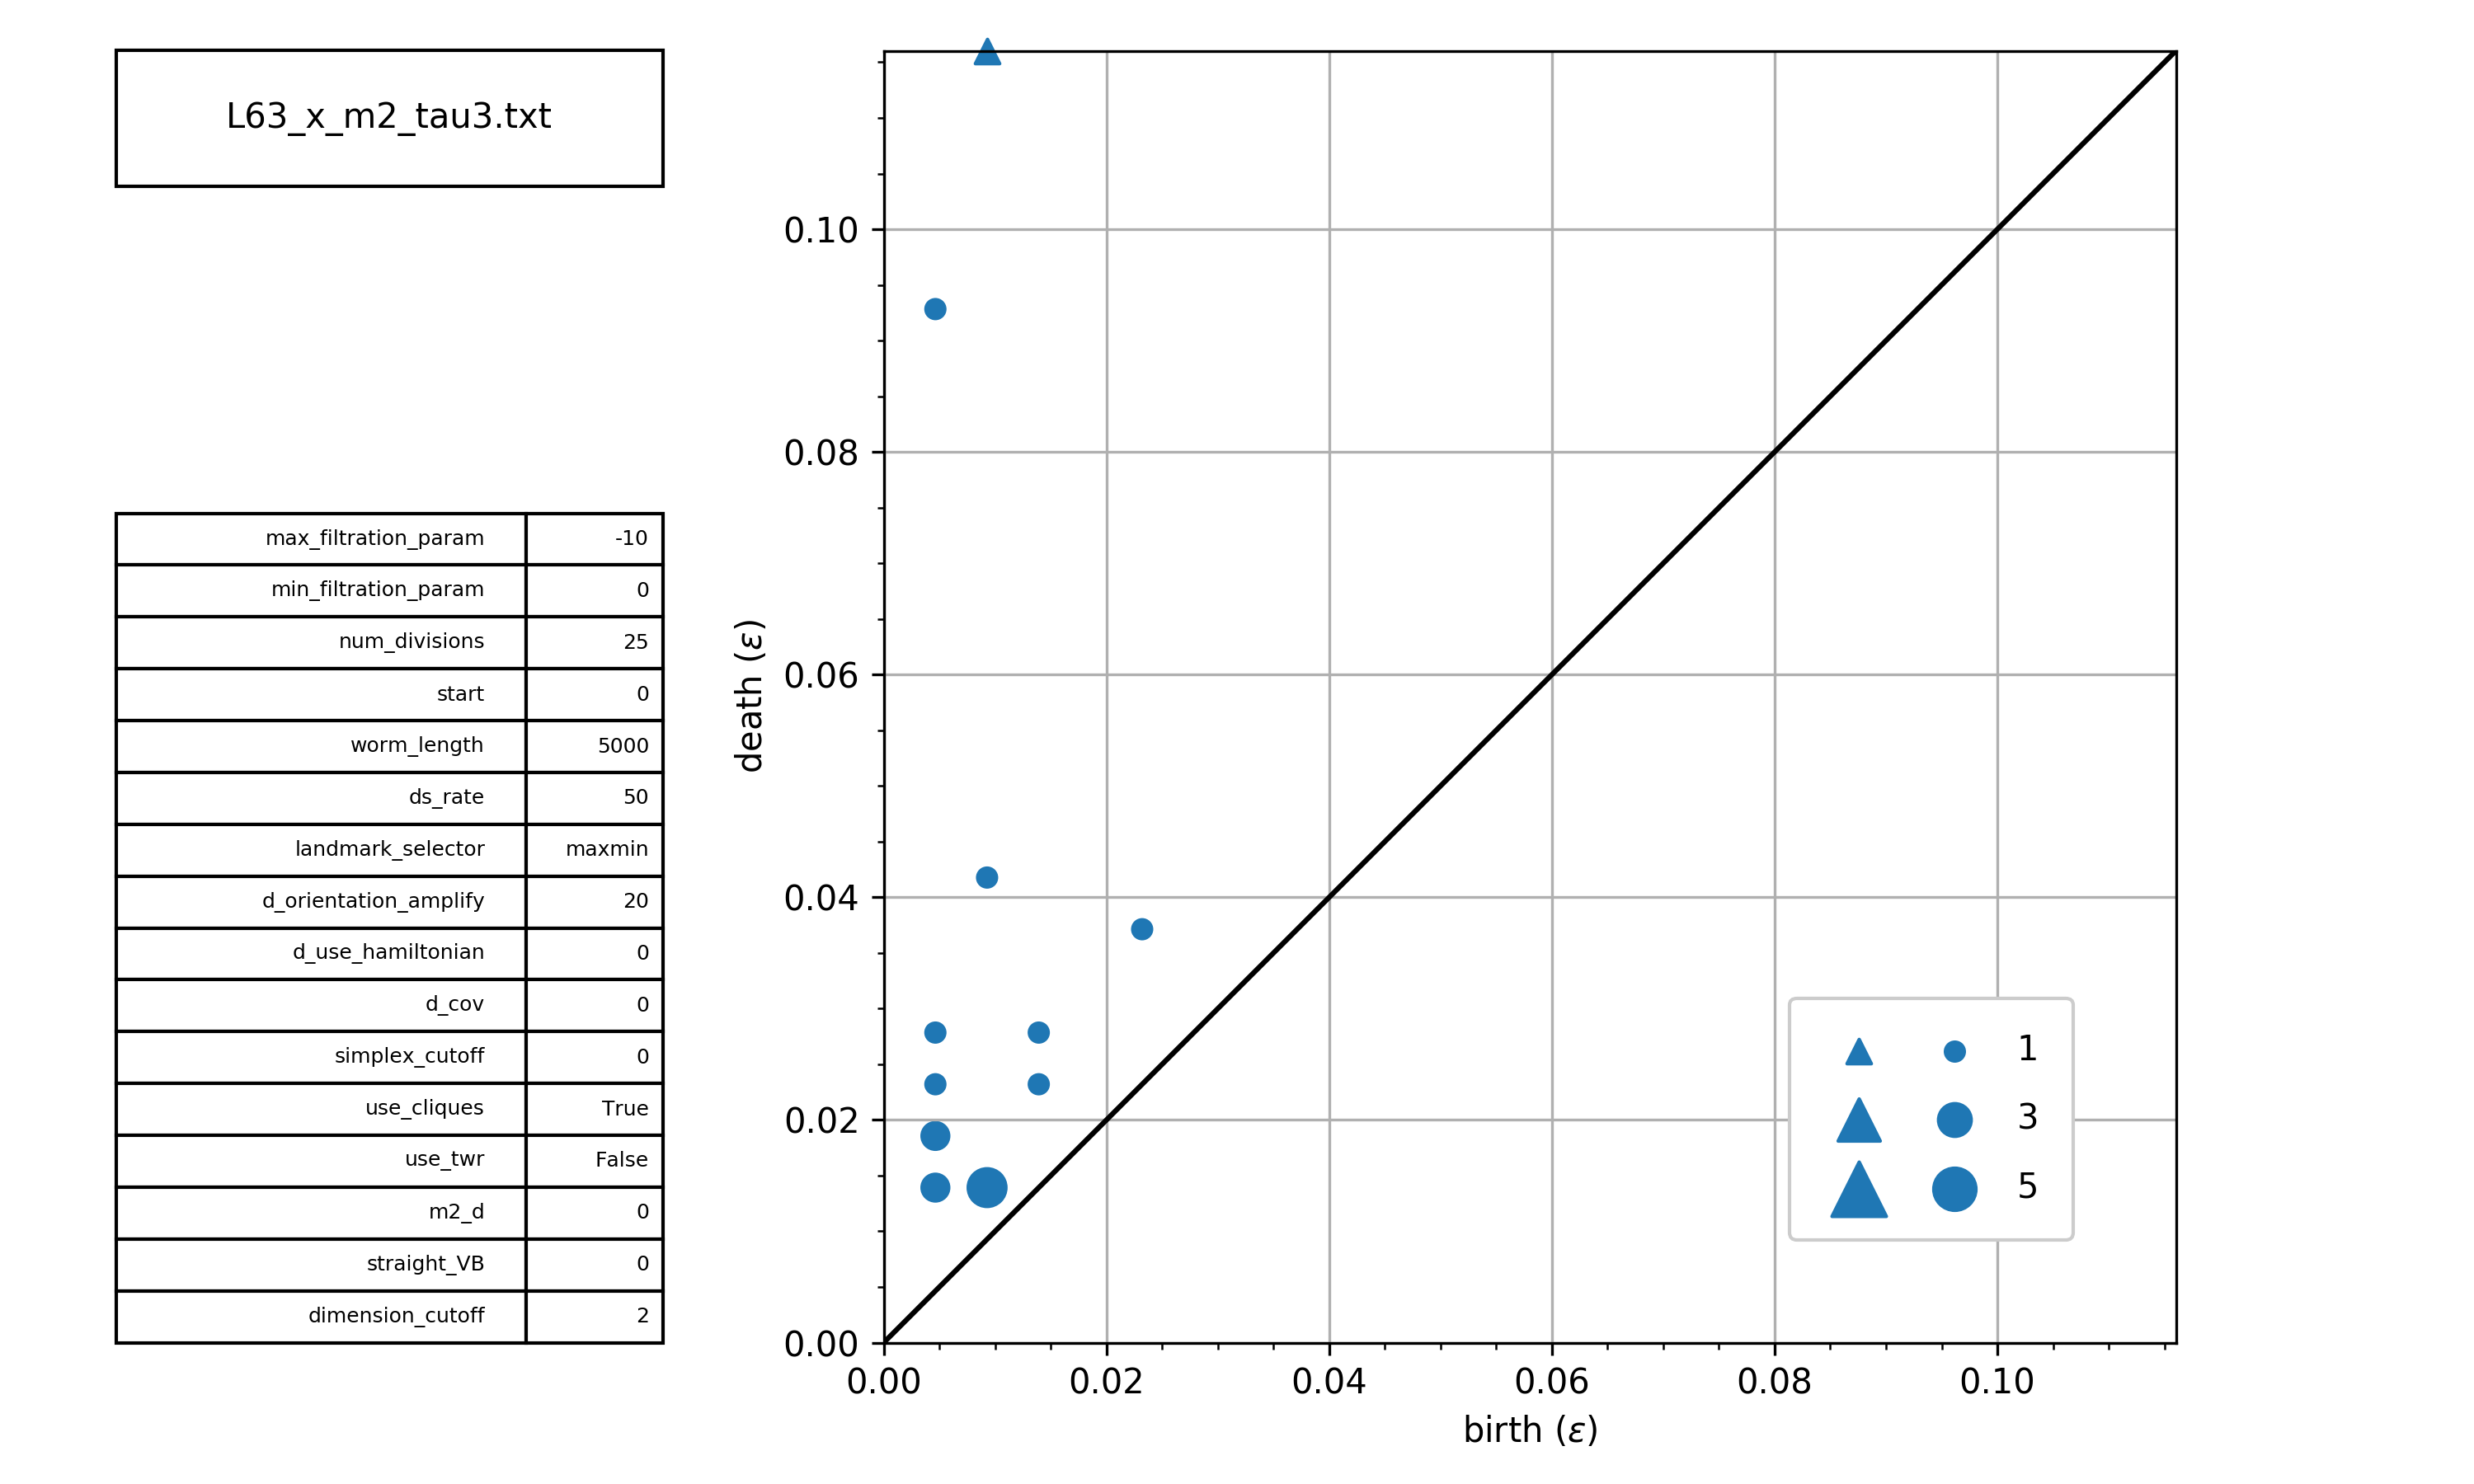 L63_x_m2_tau3.txt
max_filtration_param -10
min_filtration_param 0
num_divisions 25
start 0
worm_length 5000
ds_rate 50
landmark_selector maxmin
d_orientation_amplify 20
d_use_hamiltonian 0
d_cov 0
simplex_cutoff 0
use_cliques True
use_twr False
m2_d 0
straight_VB 0
dimension_cutoff 2
death (ε)
0.10
0.08
0.06
0.04
0.02
0.00
0.00 0.02 0.04 0.06 0.08 0.10
birth (ε)
1
3
5